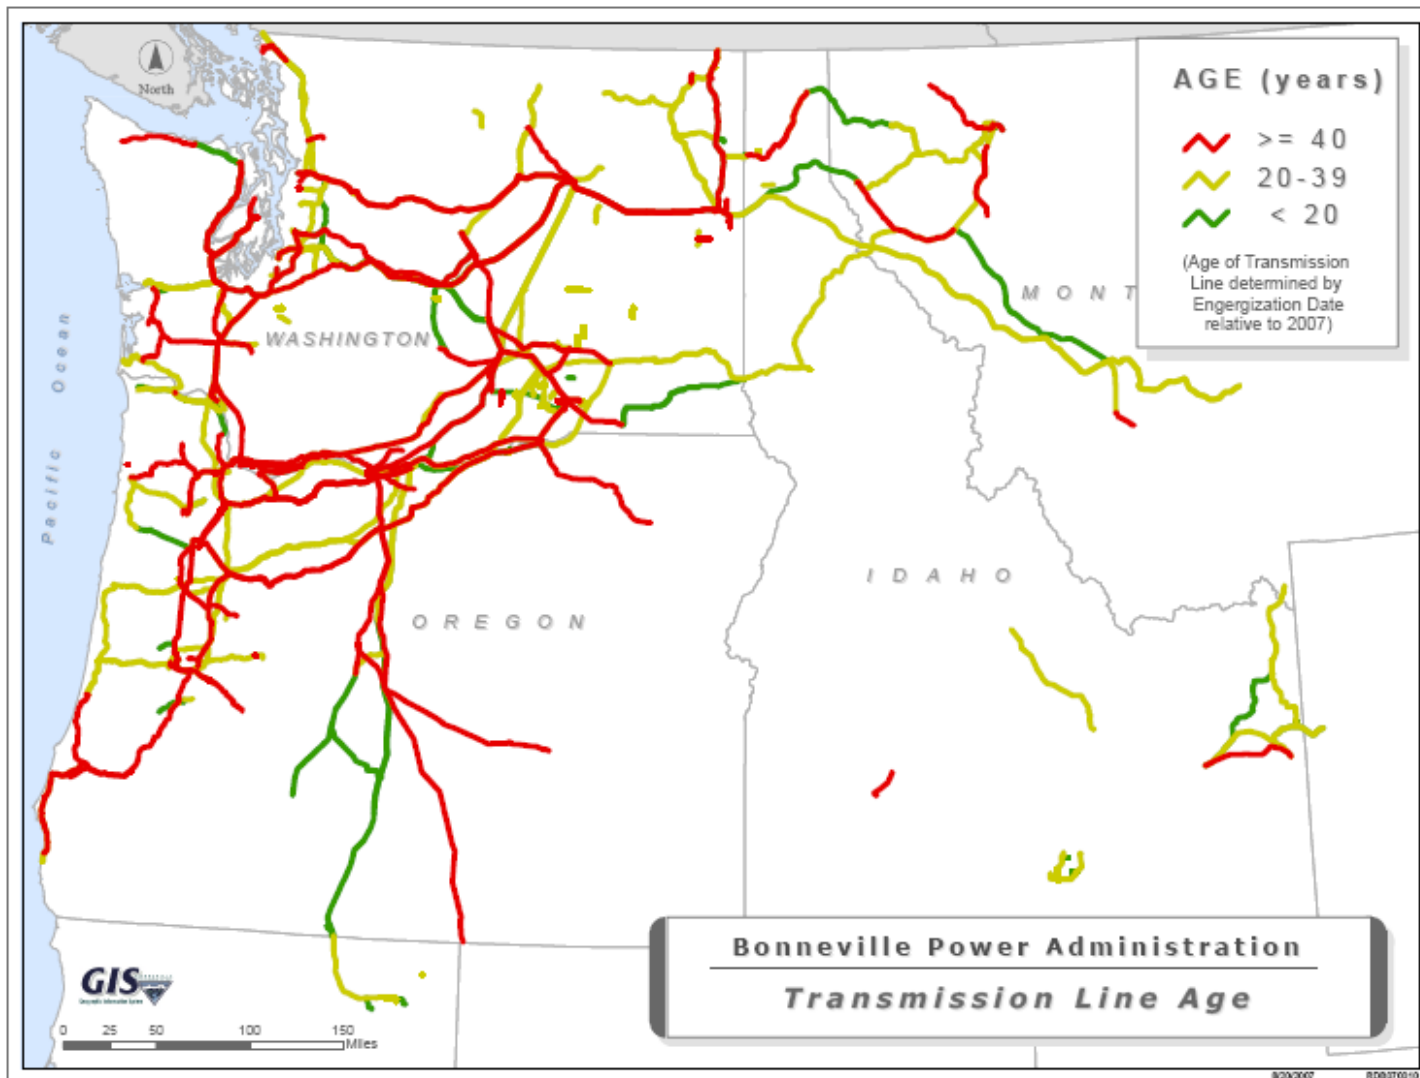 North
AGE (years)
>= 40
20-39
< 20
(Age of Transmission
Line determined by
Engergization Date
relative to 2007)
MONT
WASHINGTON
Pacific Ocean
IDAHO
OREGON
Bonneville Power Administration
Transmission Line Age
GIS
0 25 50 100 150
Miles